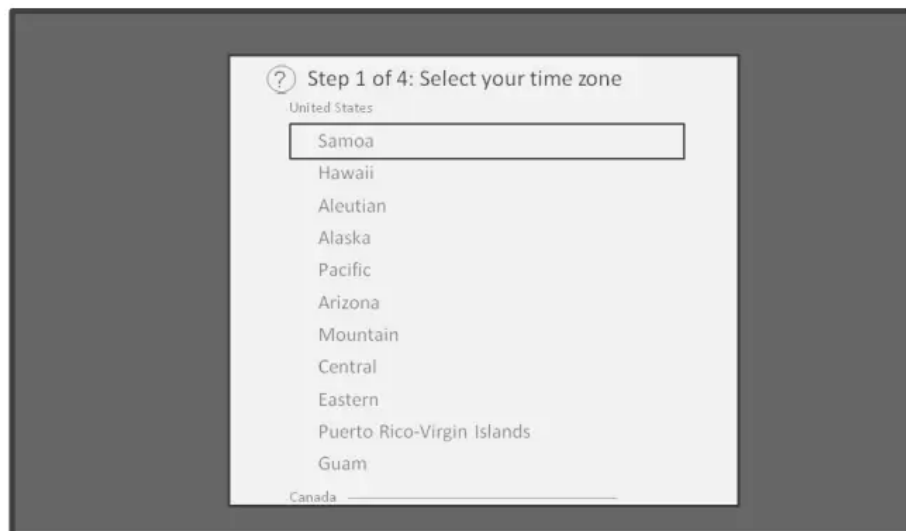 ? Step 1 of 4: Select your time zone
United States
Samoa
Hawaii
Aleutian
Alaska
Pacific
Arizona
Mountain
Central
Eastern
Puerto Rico-Virgin Islands
Guam
Canada